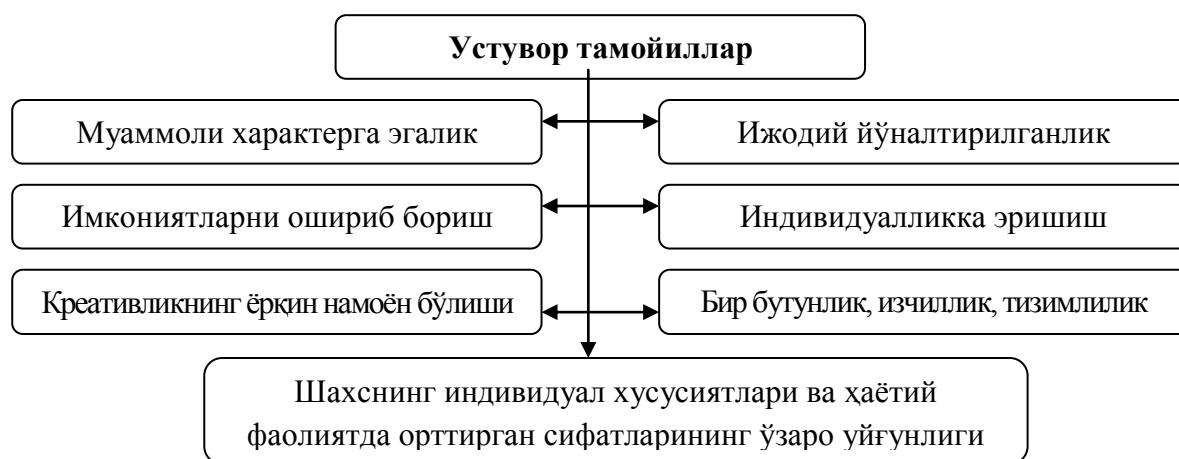 Устувор тамойиллар
Муаммоли характерга эгалик
Ижодий йўналтирилганлик
Имкониятларни ошириб бориш
Индивидуалликка эришиш
Креативликнинг ёрқин намоён бўлиши
Бир бутунлик, изчиллик, тизимлилик
Шахснинг индивидуал хусусиятлари ва ҳаётий
фаолиятда орттирган сифатларининг ўзаро уйғунлиги